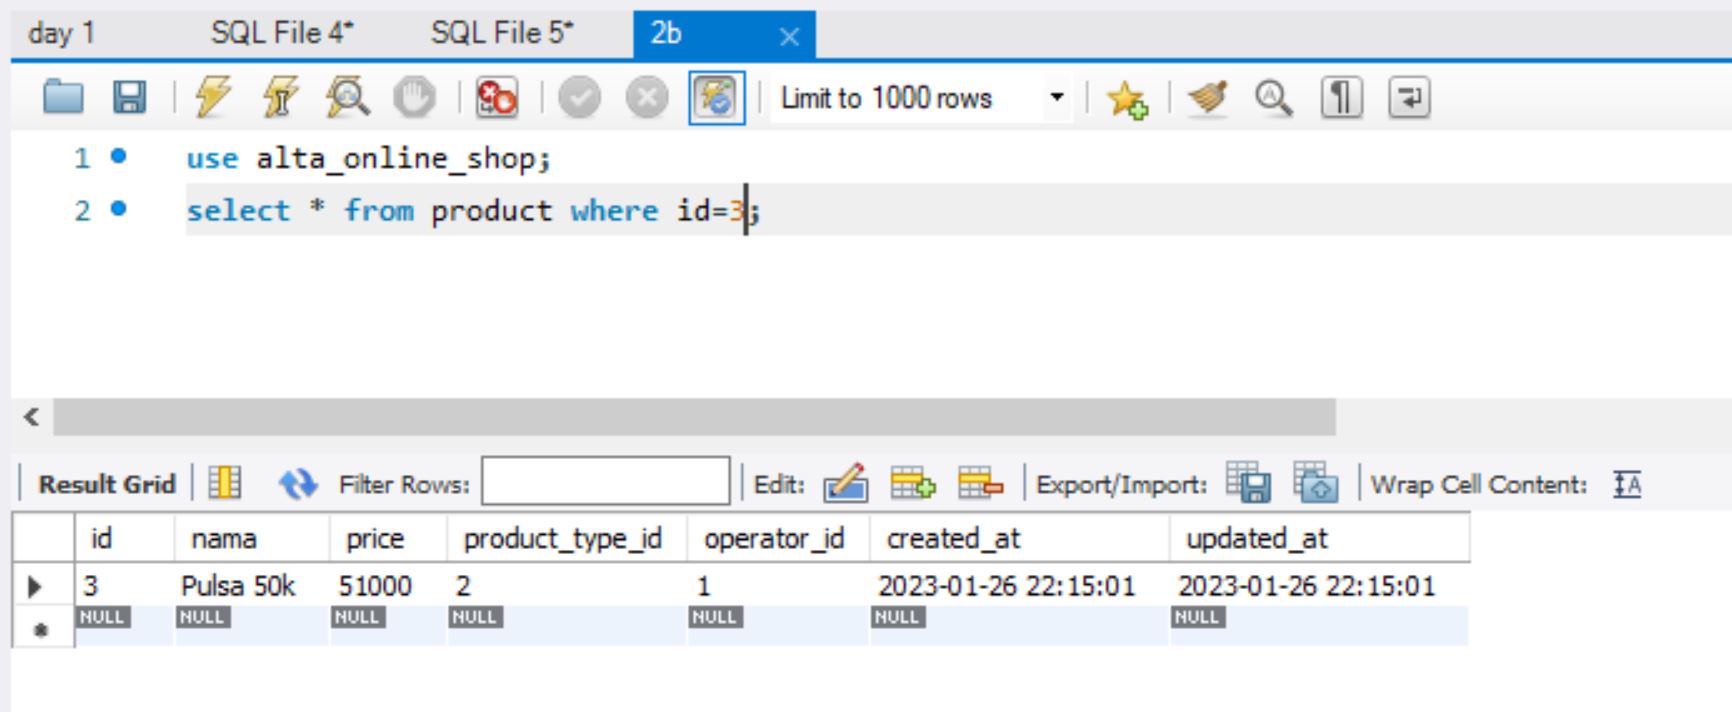 day 1 SQL File 4* SQL File 5* 2b
Limit to 1000 rows
1 use alta_online_shop;
2 select * from product where id=3;
Result Grid Filter Rows: Edit: Export/Import: Wrap Cell Content:
id nama price product_type_id operator_id created_at updated_at
3 Pulsa 50k 51000 2 1 2023-01-26 22:15:01 2023-01-26 22:15:01
NULL NULL NULL NULL NULL NULL NULL